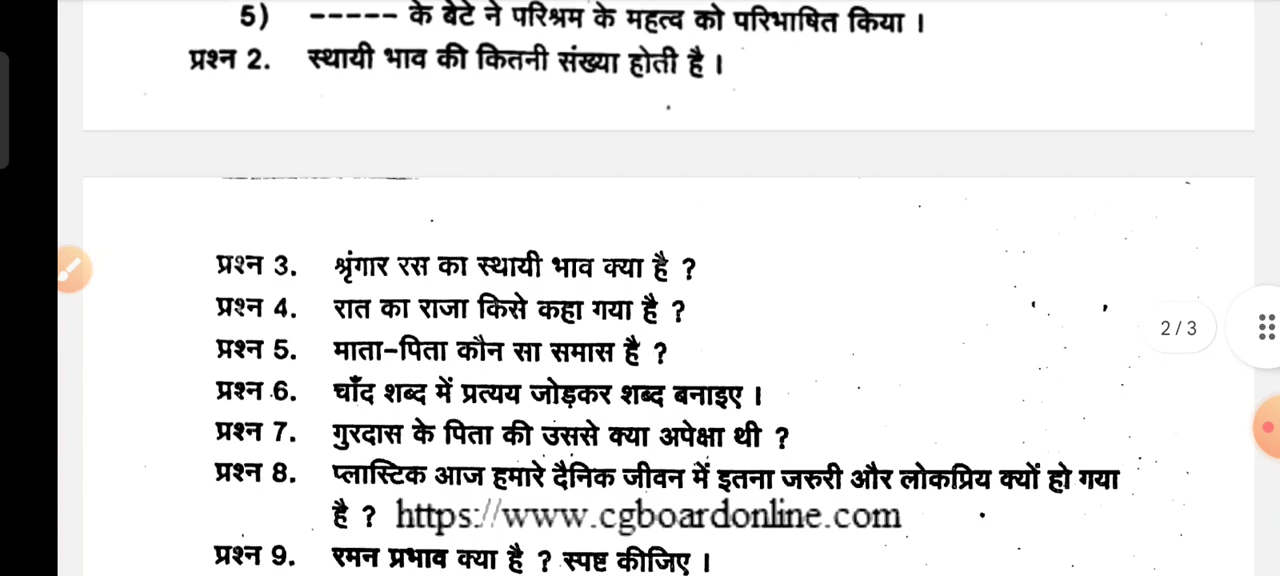 5) ----- के बेटे ने परिश्रम के महत्व को परिभाषित किया ।
प्रश्न 2. स्थायी भाव की कितनी संख्या होती है ।
प्रश्न 3. श्रृंगार रस का स्थायी भाव क्या है ?
प्रश्न 4. रात का राजा किसे कहा गया है ?
2 / 3
प्रश्न 5. माता-पिता कौन सा समास है ?
प्रश्न 6. चाँद शब्द में प्रत्यय जोड़कर शब्द बनाइए ।
प्रश्न 7. गुरदास के पिता की उससे क्या अपेक्षा थी ?
प्रश्न 8. प्लास्टिक आज हमारे दैनिक जीवन में इतना जरुरी और लोकप्रिय क्यों हो गया
है ? https://www.cgboardonline.com
प्रश्न 9. रमन प्रभाव क्या है ? स्पष्ट कीजिए ।